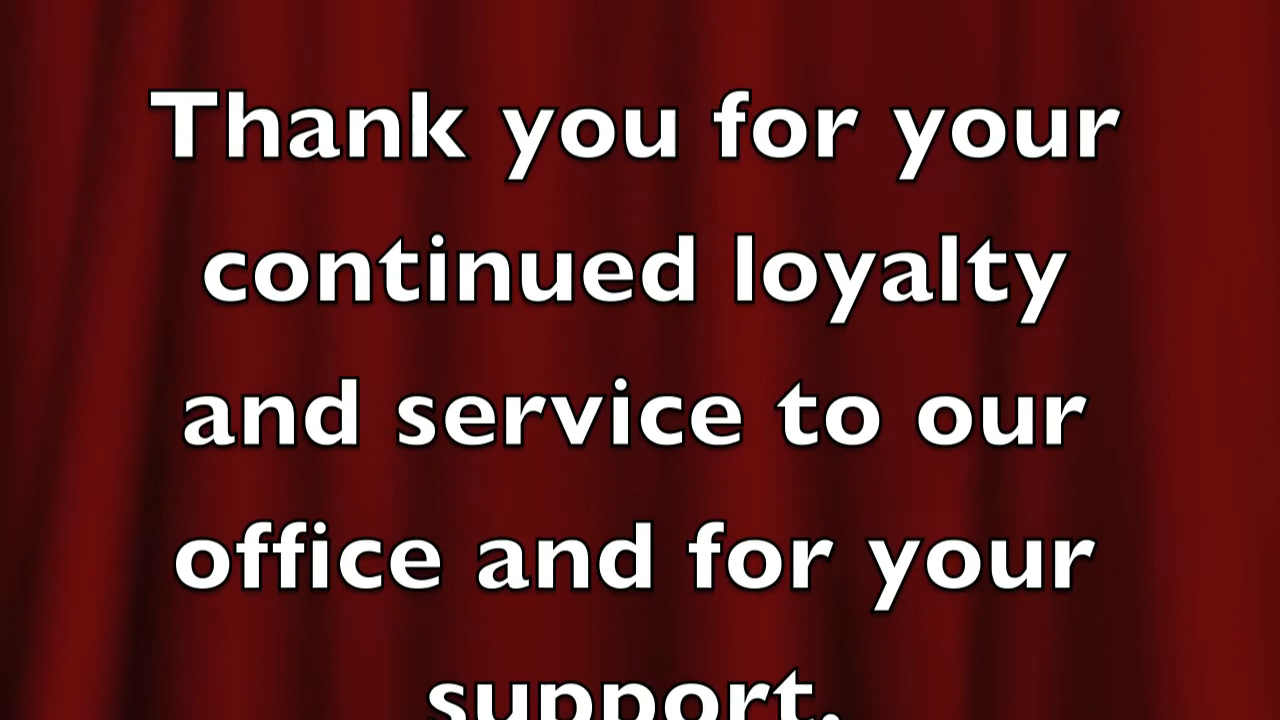 Thank you for your
continued loyalty
and service to our
office and for your
support.